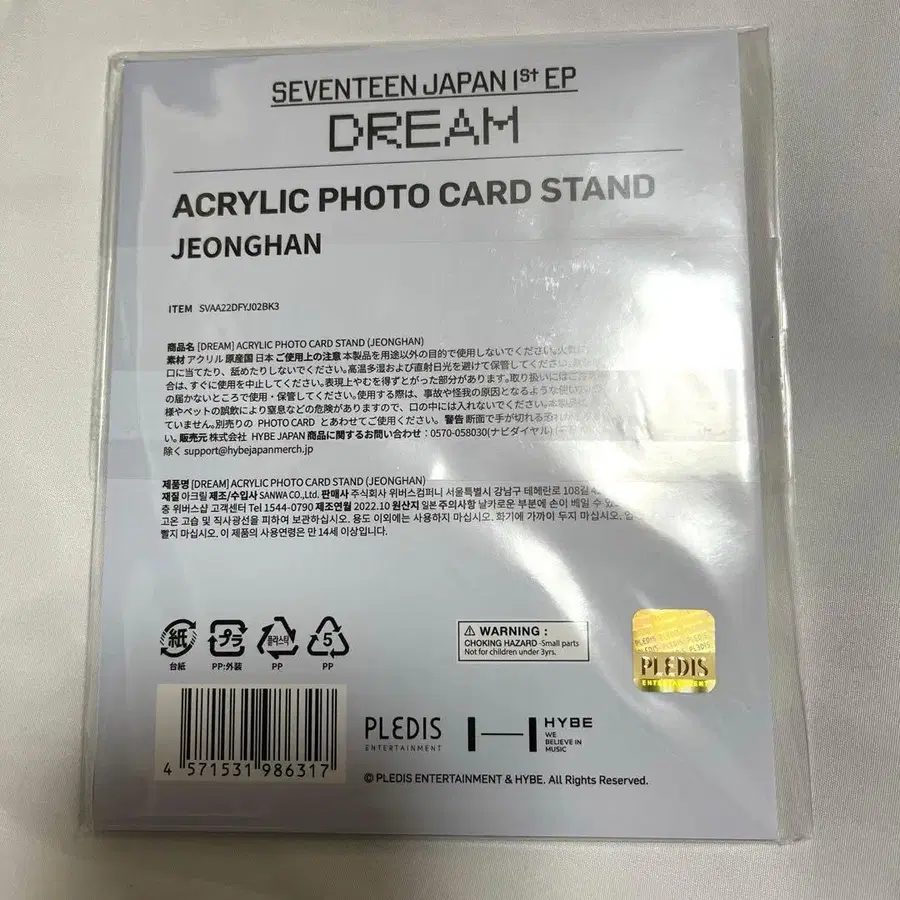 SEVENTEEN JAPAN 1St EP
DREAM
ACRYLIC PHOTO CARD STAND
JEONGHAN
ITEM SVAA22DFYJ02BK3
商品名 [DREAM] ACRYLIC PHOTO CARD STAND (JEONGHAN)
素材 アクリル 原産国 日本 ご使用上の注意 本製品を用途以外の目的で使用しないでください。火気
口に当てたり、舐めたりしないでください。高温多湿および直射日光を避けて保管してください。
合は、すぐに使用を中止してください。表現上やむを得ずとがった部分があります。取り扱いには
の届かないところで使用・保管してください。使用する際は、事故や怪我の原因となるような使い
様やペットの誤飲により窒息などの危険がありますので、口の中には入れないでください。本製品
ていません。別売りの PHOTO CARD とあわせてご使用ください。 警告 断面で手が切れる恐れ
い。販売元 株式会社 HYBE JAPAN 商品に関するお問い合わせ：0570-058030(ナビダイヤル)
除く support@hybejapanmerch.jp
제품명 [DREAM] ACRYLIC PHOTO CARD STAND (JEONGHAN)
재질 아크릴 제조/수입사 SANWA CO.,Ltd. 판매사 주식회사 위버스컴퍼니 서울특별시 강남구 테헤란로 108길
층 위버스샵 고객센터 Tel 1544-0790 제조연월 2022.10 원산지 일본 주의사항 날카로운 부분에 손이 베일 수
고온 고습 및 직사광선을 피하여 보관하십시오. 용도 이외에는 사용하지 마십시오. 화기에 가까이 두지 마십시오.
빨지 마십시오. 이 제품의 사용연령은 만 14세 이상입니다.
紙 プラ 플라스틱 5
台紙 PP:外装 PP PP
WARNING :
CHOKING HAZARD -Small parts
Not for children under 3yrs.
PLEDIS
ENTERTAINMENT
4 571531 986317
PLEDIS
ENTERTAINMENT
HYBE
WE
BELIEVE IN
MUSIC
© PLEDIS ENTERTAINMENT & HYBE. All Rights Reserved.